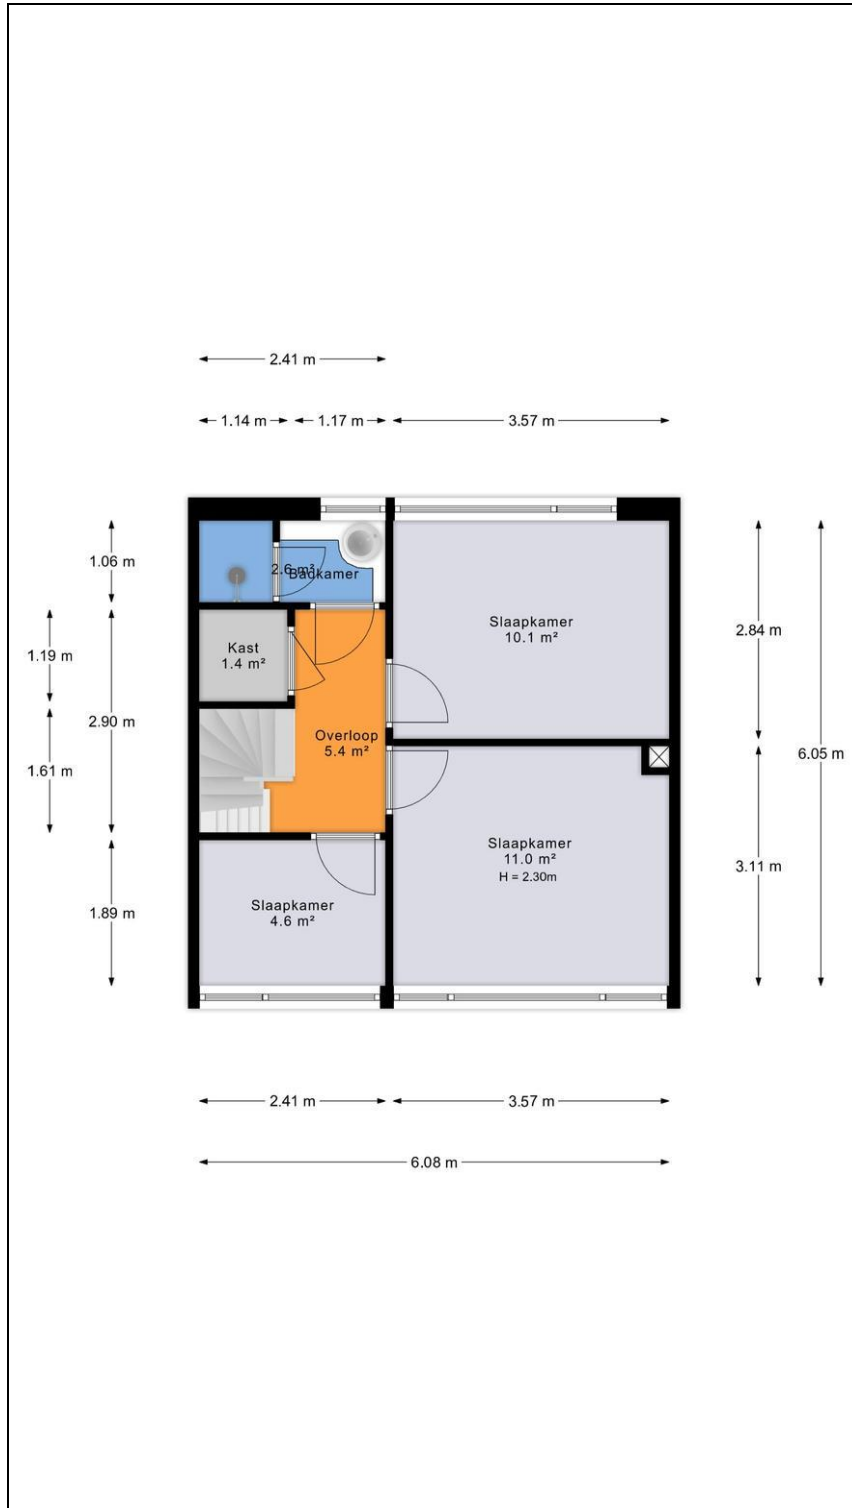 2.41 m
1.14 m
1.17 m
3.57 m
1.06 m
2.6 m²
Badkamer
Slaapkamer
10.1 m²
2.84 m
1.19 m
Kast
1.4 m²
2.90 m
Overloop
5.4 m²
6.05 m
1.61 m
Slaapkamer
11.0 m²
H = 2.30m
3.11 m
1.89 m
Slaapkamer
4.6 m²
2.41 m
3.57 m
6.08 m